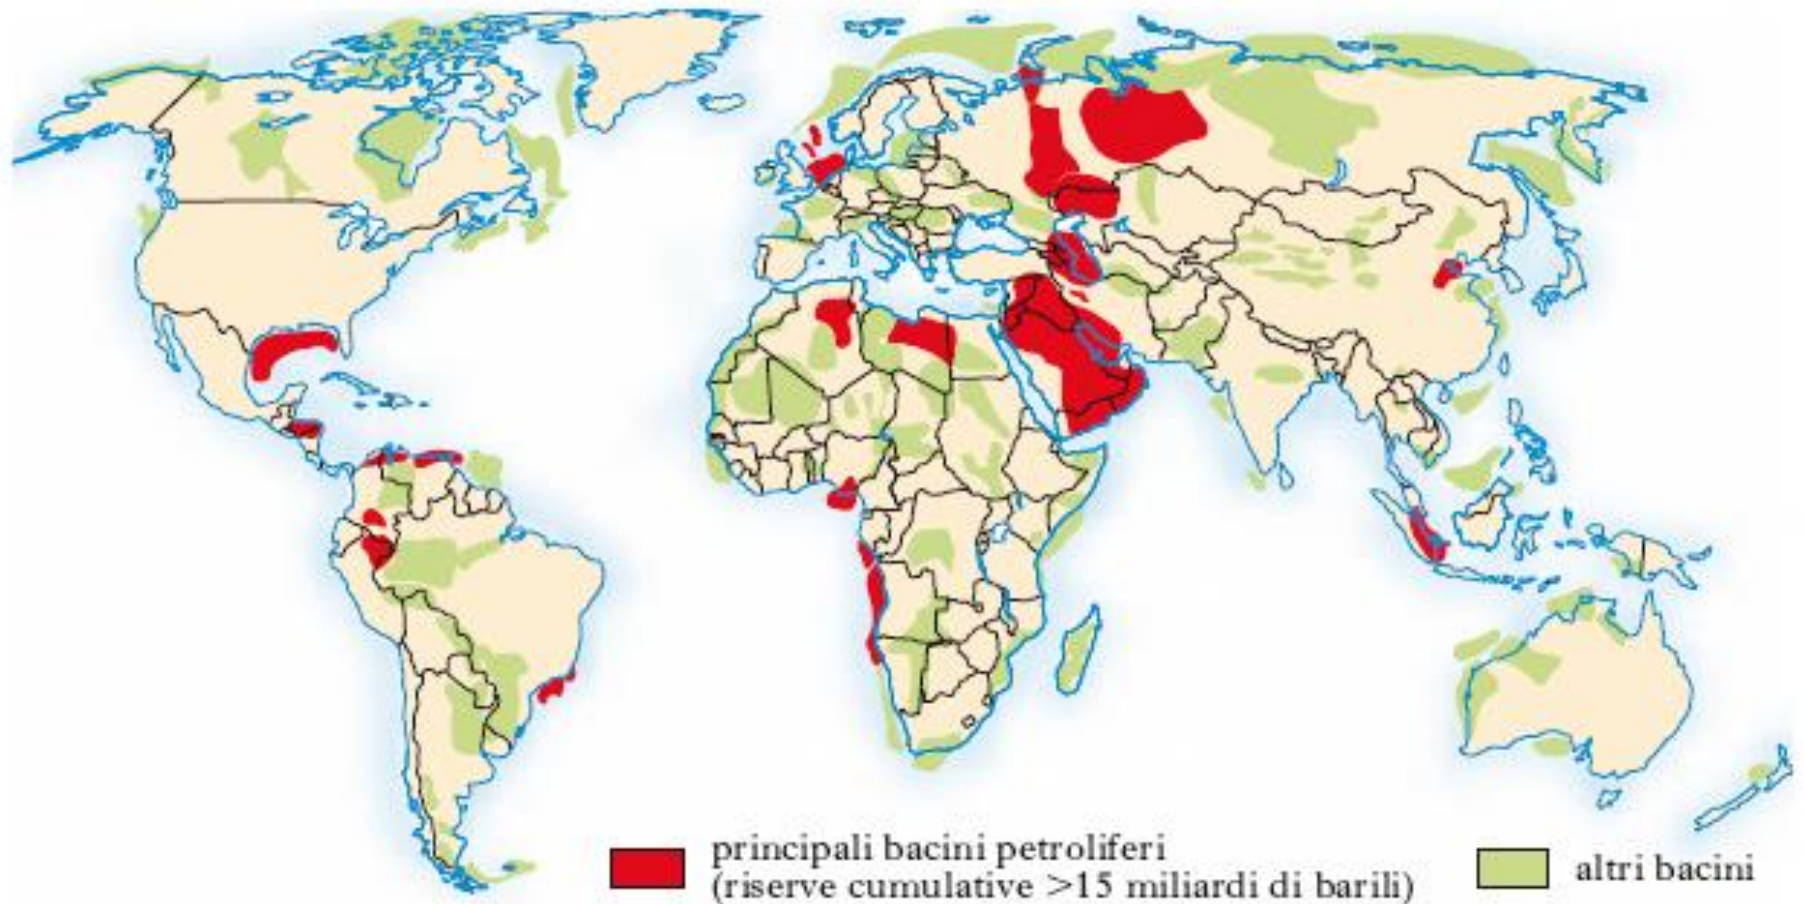 principali bacini petroliferi
(riserve cumulative >15 miliardi di barili)
altri bacini